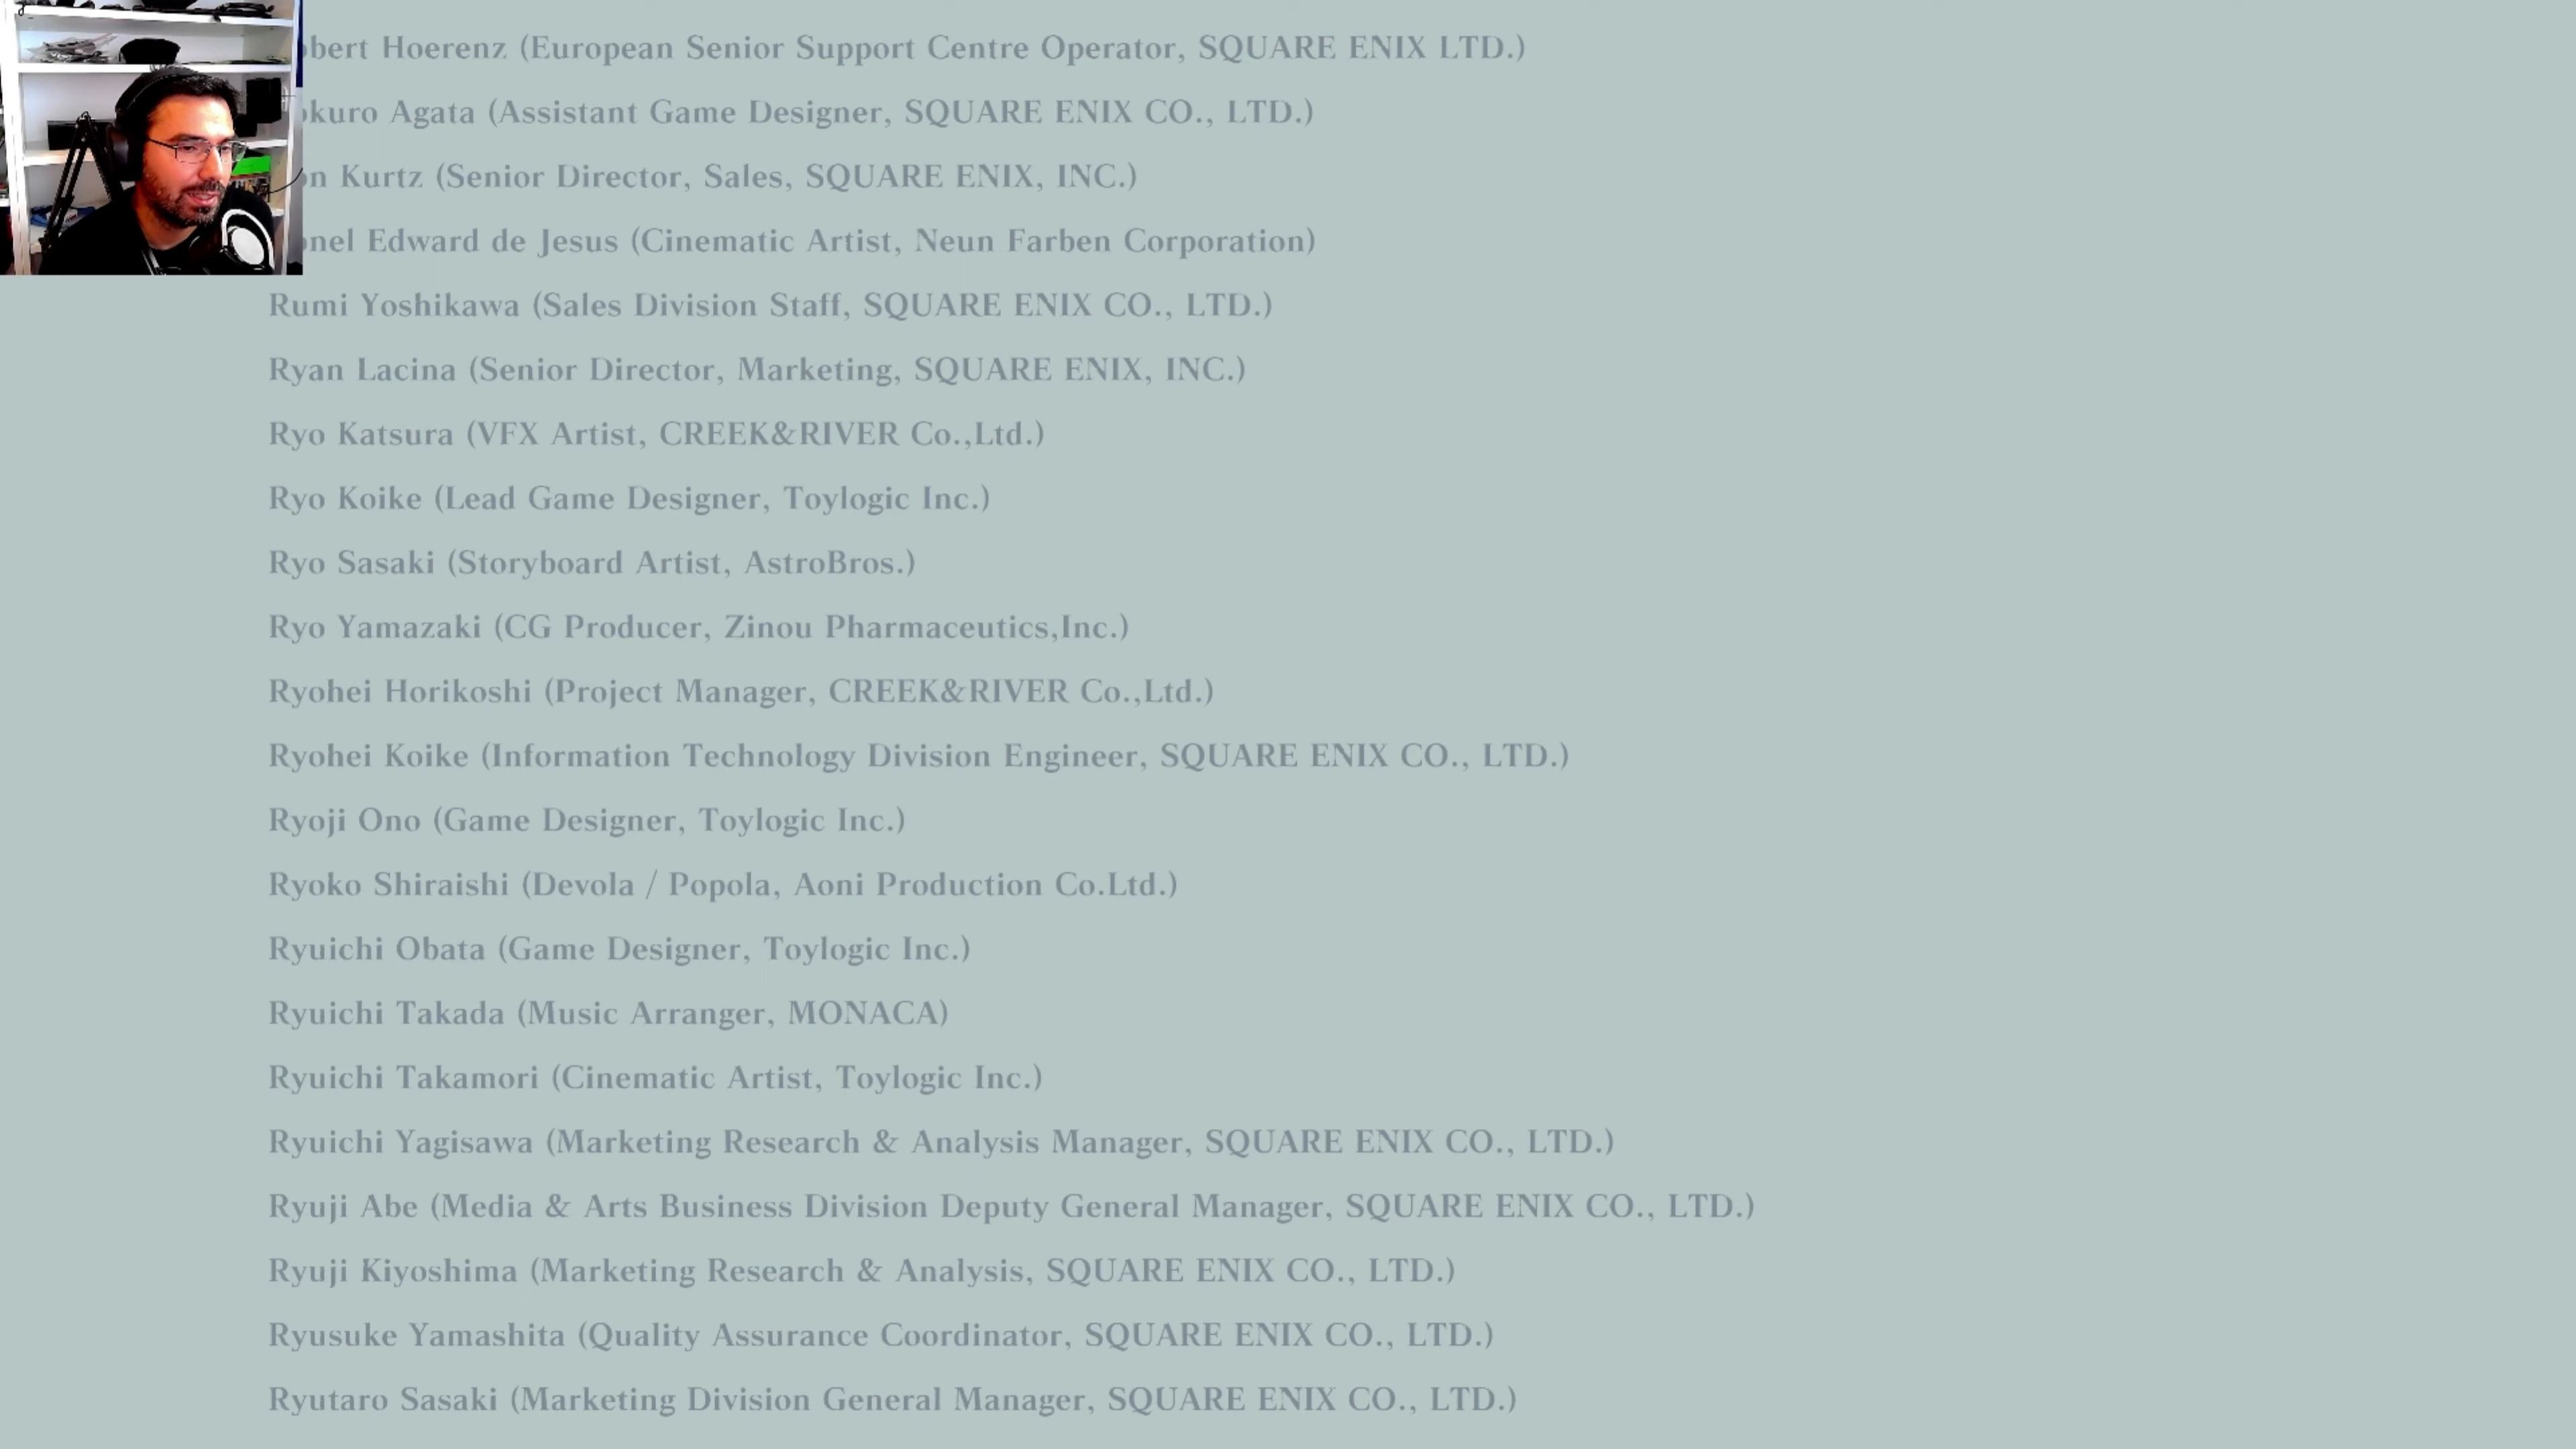 Hoerenz (European Senior Support Centre Operator, SQUARE ENIX LTD.)
Agata (Assistant Game Designer, SQUARE ENIX CO., LTD.)
Kurtz (Senior Director, Sales, SQUARE ENIX, INC.)
Edward de Jesus (Cinematic Artist, Neun Farben Corporation)
Rumi Yoshikawa (Sales Division Staff, SQUARE ENIX CO., LTD.)
Ryan Lacina (Senior Director, Marketing, SQUARE ENIX, INC.)
Ryo Katsura (VFX Artist, CREEK&RIVER Co.,Ltd.)
Ryo Koike (Lead Game Designer, Toylogic Inc.)
Ryo Sasaki (Storyboard Artist, AstroBros.)
Ryo Yamazaki (CG Producer, Zinou Pharmaceutics,Inc.)
Ryohei Horikoshi (Project Manager, CREEK&RIVER Co.,Ltd.)
Ryohei Koike (Information Technology Division Engineer, SQUARE ENIX CO., LTD.)
Ryoji Ono (Game Designer, Toylogic Inc.)
Ryoko Shiraishi (Devola / Popola, Aoni Production Co.Ltd.)
Ryuichi Obata (Game Designer, Toylogic Inc.)
Ryuichi Takada (Music Arranger, MONACA)
Ryuichi Takamori (Cinematic Artist, Toylogic Inc.)
Ryuichi Yagisawa (Marketing Research & Analysis Manager, SQUARE ENIX CO., LTD.)
Ryuji Abe (Media & Arts Business Division Deputy General Manager, SQUARE ENIX CO., LTD.)
Ryuji Kiyoshima (Marketing Research & Analysis, SQUARE ENIX CO., LTD.)
Ryusuke Yamashita (Quality Assurance Coordinator, SQUARE ENIX CO., LTD.)
Ryutaro Sasaki (Marketing Division General Manager, SQUARE ENIX CO., LTD.)